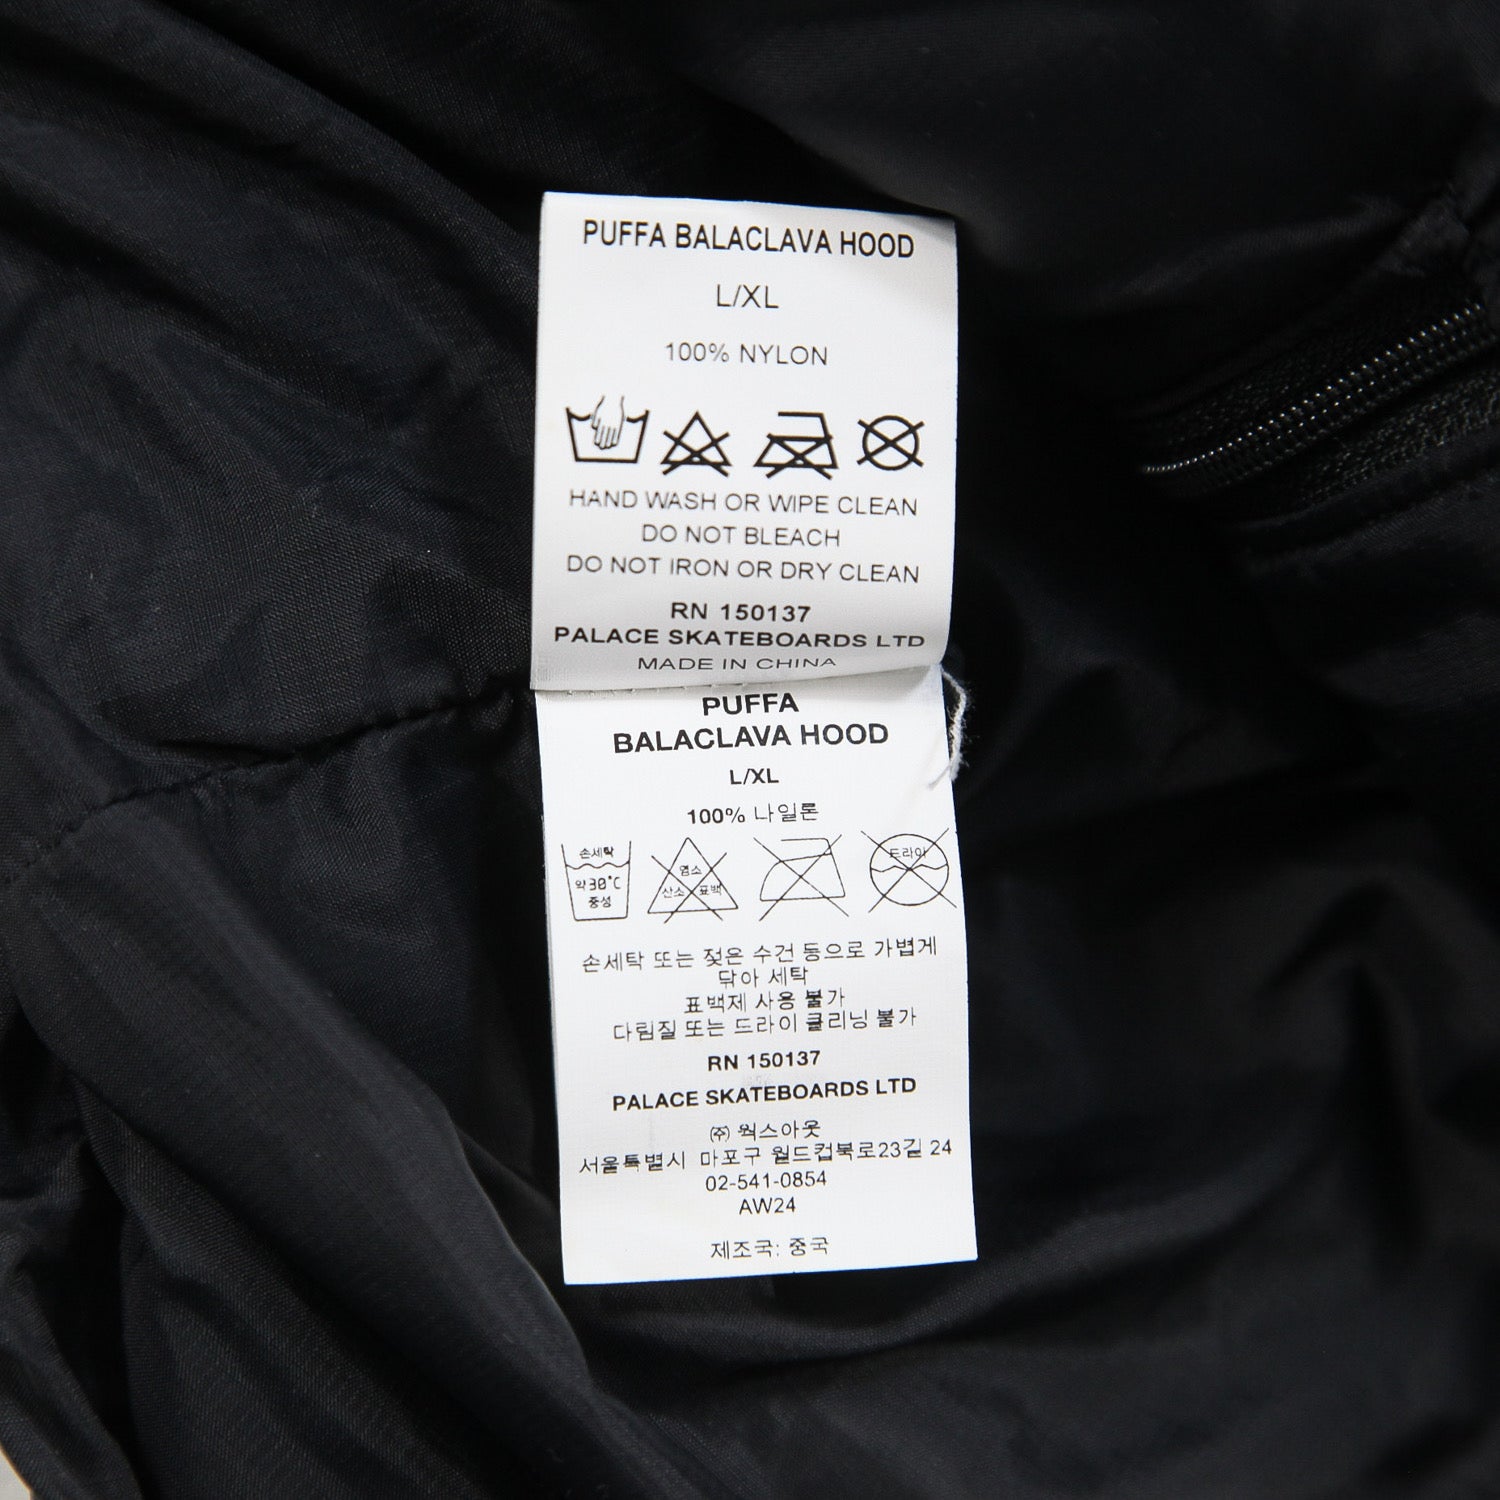 PUFFA BALACLAVA HOOD
L/XL
100% NYLON
HAND WASH OR WIPE CLEAN
DO NOT BLEACH
DO NOT IRON OR DRY CLEAN
RN 150137
PALACE SKATEBOARDS LTD
MADE IN CHINA
PUFFA
BALACLAVA HOOD
L/XL
100% 나일론
손세탁
약30°C
중성
염소
산소 표백
드라이
손세탁 또는 젖은 수건 등으로 가볍게
닦아 세탁
표백제 사용 불가
다림질 또는 드라이 클리닝 불가
RN 150137
PALACE SKATEBOARDS LTD
㈜ 웍스아웃
서울특별시 마포구 월드컵북로23길 24
02-541-0854
AW24
제조국: 중국